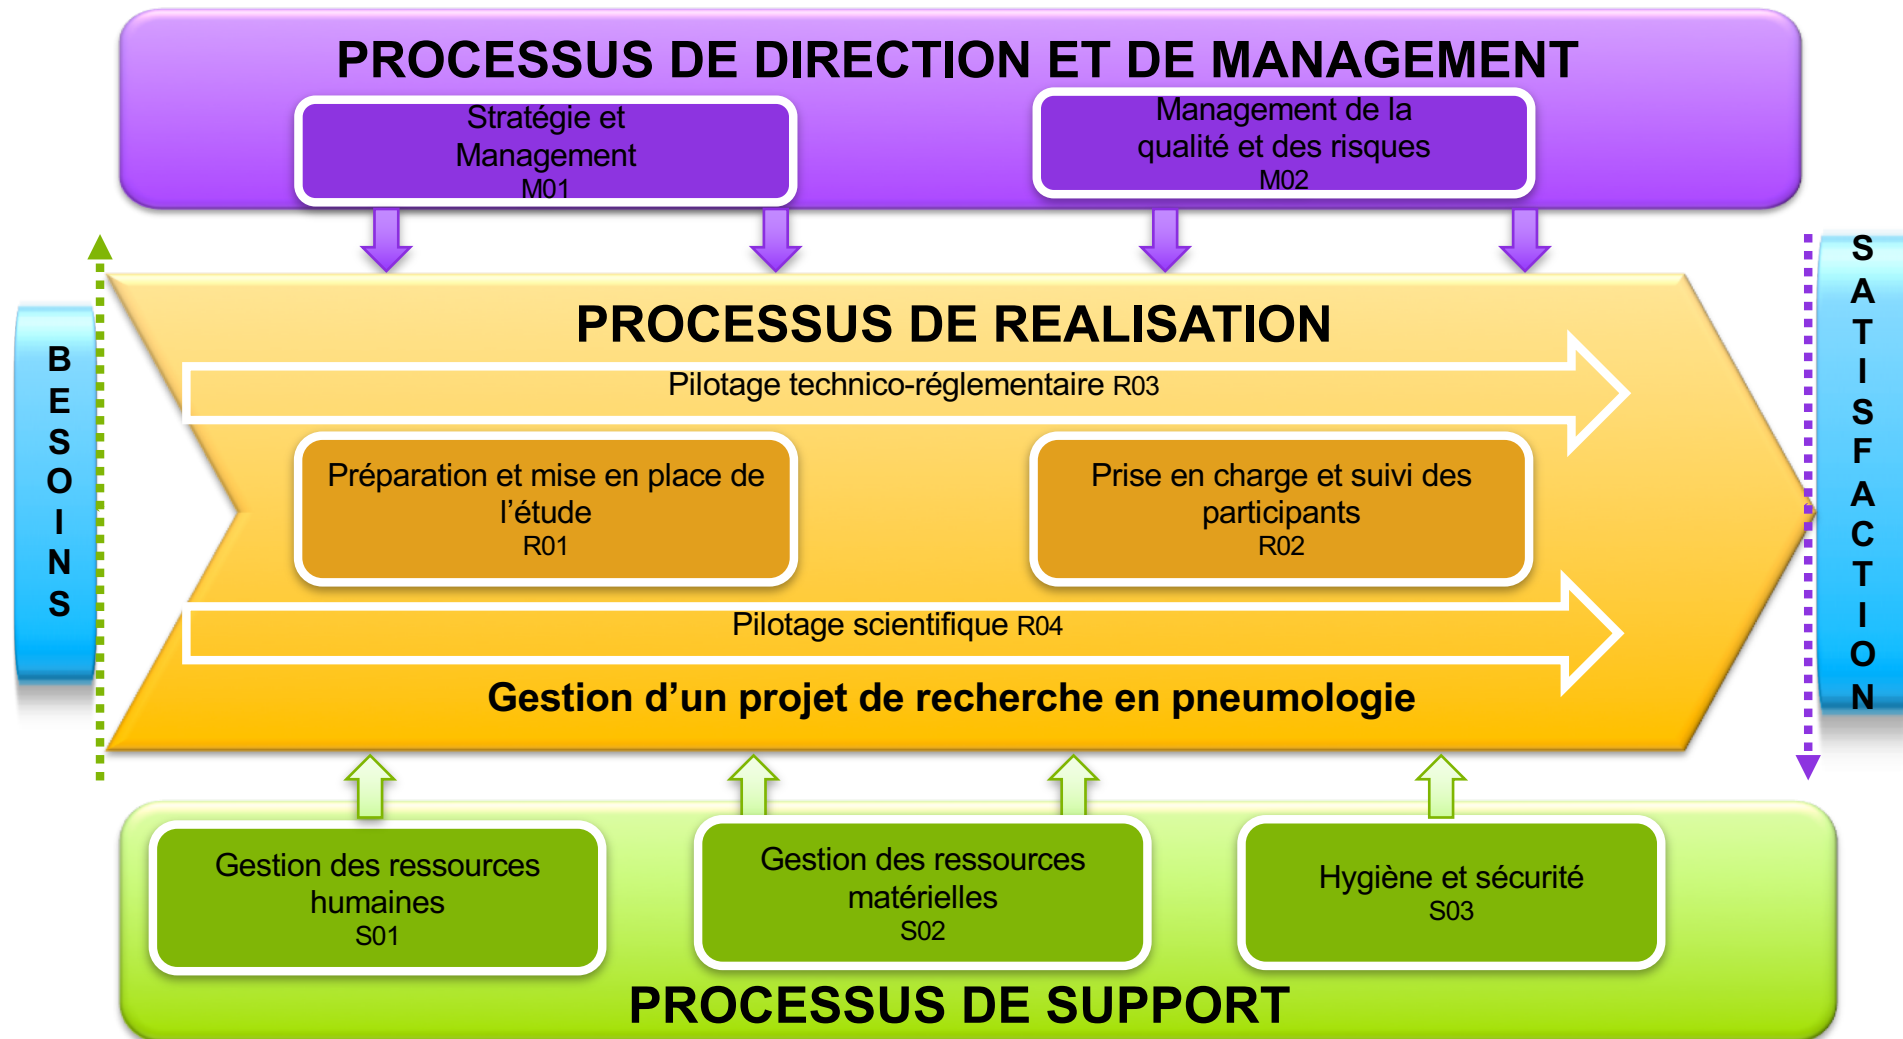 PROCESSUS DE DIRECTION ET DE MANAGEMENT
Stratégie et
Management
M01
Management de la
qualité et des risques
M02
BESOINS
PROCESSUS DE REALISATION
Pilotage technico-réglementaire R03
Préparation et mise en place de
l’étude
R01
Prise en charge et suivi des
participants
R02
Pilotage scientifique R04
Gestion d’un projet de recherche en pneumologie
SATISFACTION
Gestion des ressources
humaines
S01
Gestion des ressources
matérielles
S02
Hygiène et sécurité
S03
PROCESSUS DE SUPPORT